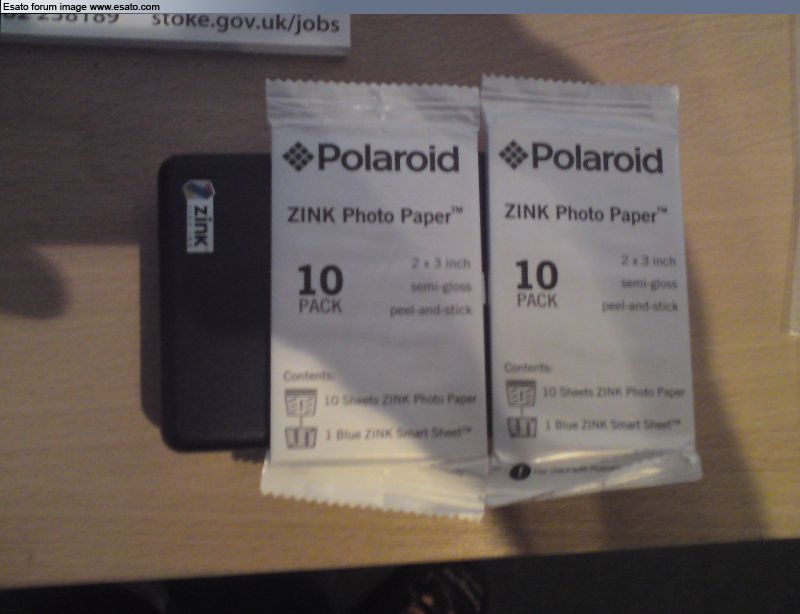 Esato forum image www.esato.com
stoke.gov.uk/jobs
zink
Polaroid
ZINK Photo Paper™
10
PACK
2 x 3 inch
semi-gloss
peel-and-stick
Contents:
10 Sheets ZINK Photo Paper
1 Blue ZINK Smart Sheet™
Polaroid
ZINK Photo Paper™
10
PACK
2 x 3 inch
semi-gloss
peel-and-stick
Contents:
10 Sheets ZINK Photo Paper
1 Blue ZINK Smart Sheet™